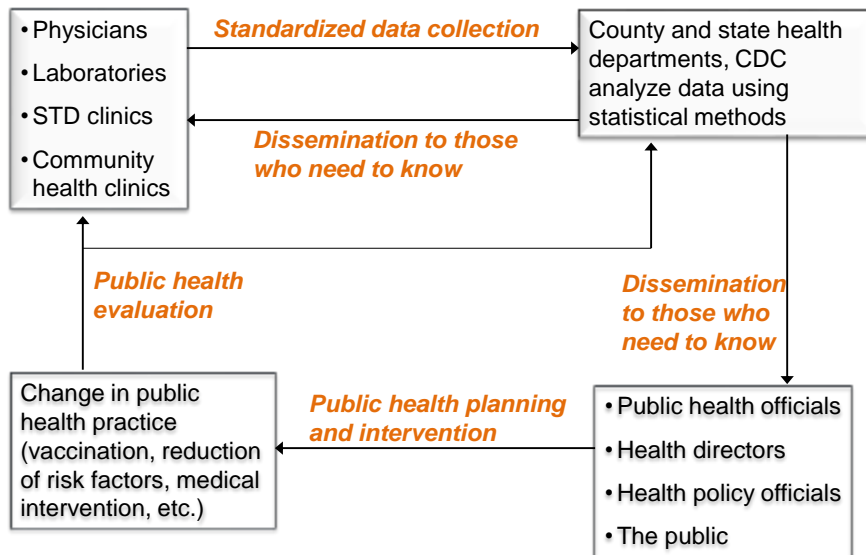 • Physicians
• Laboratories
• STD clinics
• Community
health clinics
Standardized data collection
County and state health
departments, CDC
analyze data using
statistical methods
Dissemination to those
who need to know
Public health
evaluation
Dissemination
to those who
need to know
Change in public
health practice
(vaccination, reduction
of risk factors, medical
intervention, etc.)
Public health planning
and intervention
• Public health officials
• Health directors
• Health policy officials
• The public